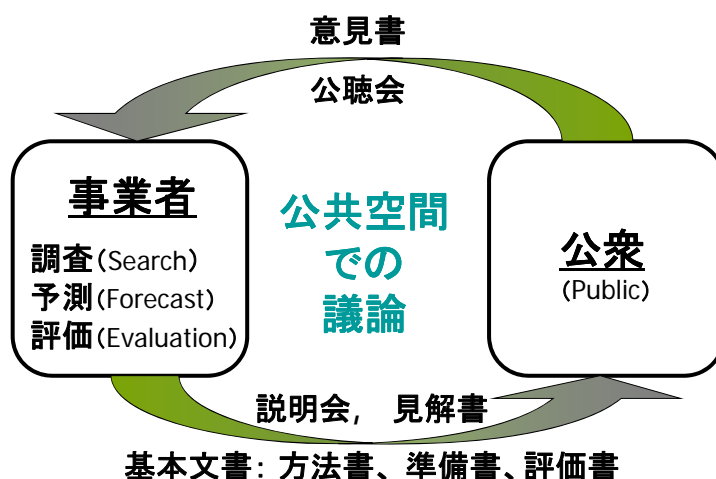 意見書
公聴会
事業者
調査(Search)
予測(Forecast)
評価(Evaluation)
公共空間
での
議論
公衆
(Public)
説明会, 見解書
基本文書: 方法書、準備書、評価書